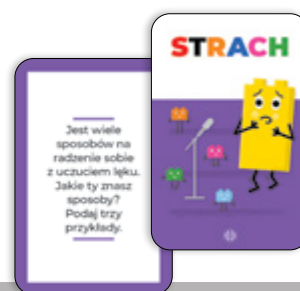 STRACH
Jest wiele
sposobów na
radzenie sobie
z uczuciem lęku.
Jakie ty znasz
sposoby?
Podaj trzy
przykłady.